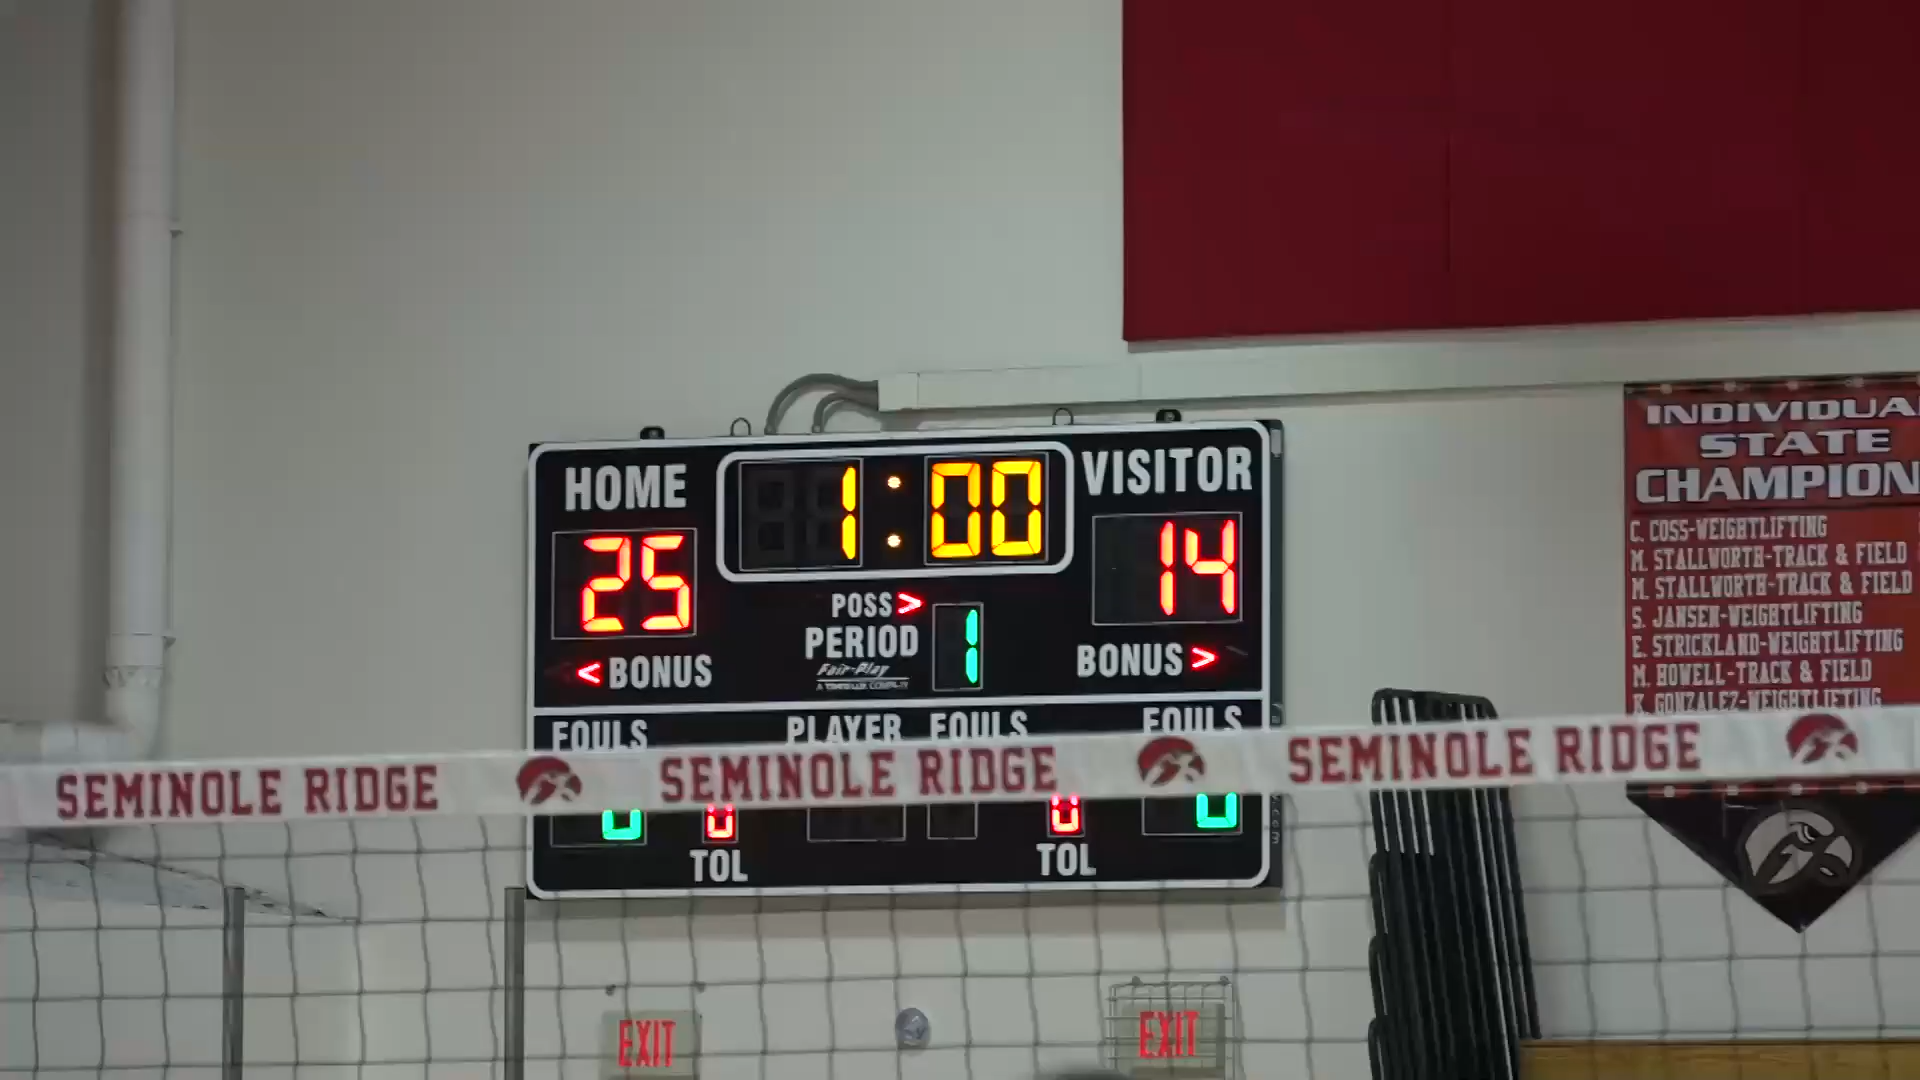 HOME
1:00
VISITOR
25
14
POSS >
PERIOD
1
Fair-Play
< BONUS
BONUS >
FOULS
PLAYER
FOULS
FOULS
SEMINOLE RIDGE
SEMINOLE RIDGE
SEMINOLE RIDGE
0
0
0
0
TOL
TOL
EXIT
EXIT
INDIVIDUA
STATE
CHAMPION
C. COSS-WEIGHTLIFTING
M. STALLWORTH-TRACK & FIELD
M. STALLWORTH-TRACK & FIELD
S. JANSEN-WEIGHTLIFTING
E. STRICKLAND-WEIGHTLIFTING
M. HOWELL-TRACK & FIELD
K. GONZALEZ-WEIGHTLIFTING